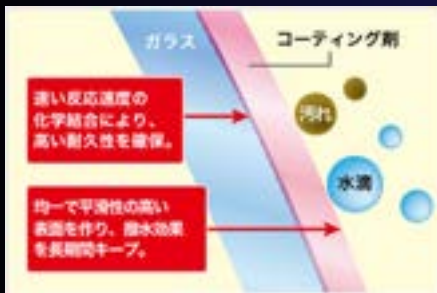 ガラス
コーティング剤
速い反応速度の
化学結合により、
高い耐久性を確保。
汚れ
水滴
均一で平滑性の高い
表面を作り、撥水効果
を長期間キープ。